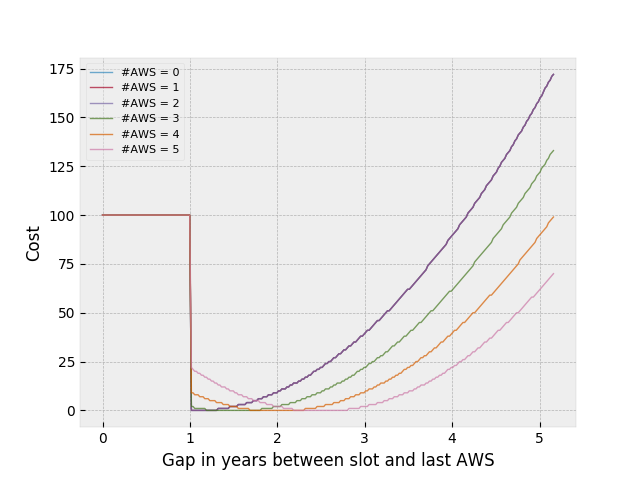 175
150
125
100
75
50
25
0
Cost
#AWS = 0
#AWS = 1
#AWS = 2
#AWS = 3
#AWS = 4
#AWS = 5
0 1 2 3 4 5
Gap in years between slot and last AWS